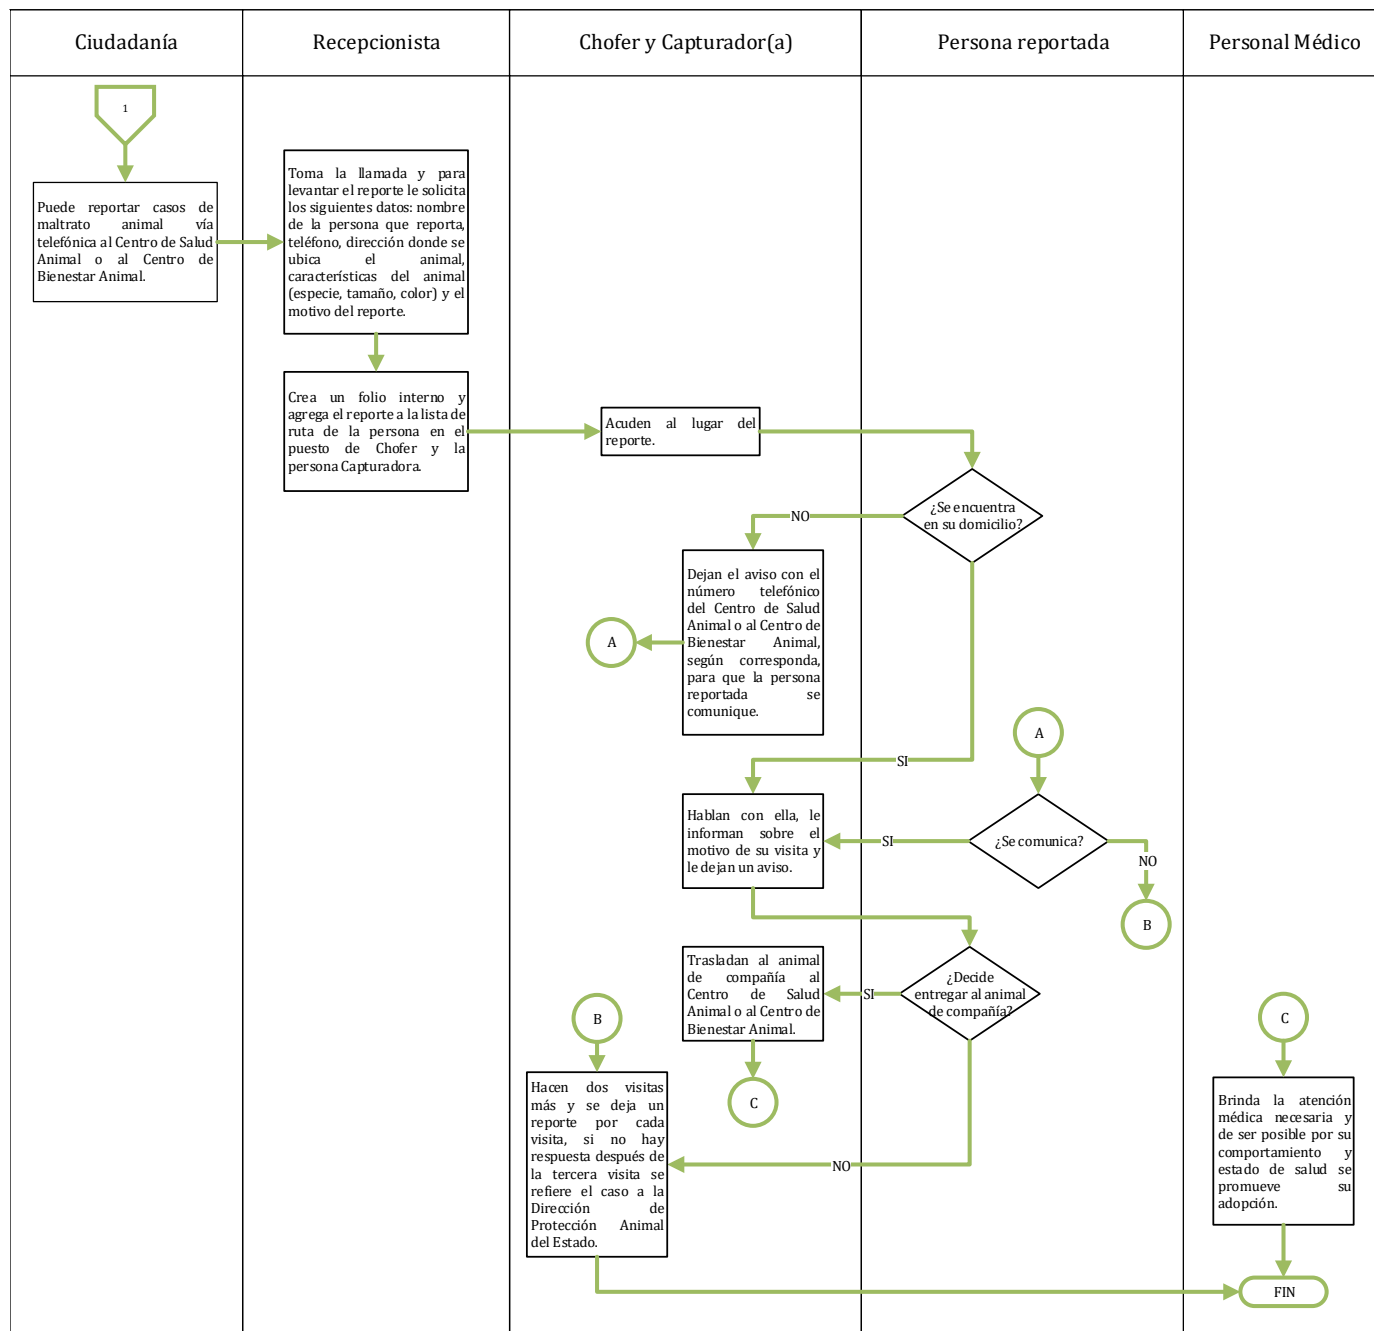 Ciudadanía
Recepcionista
Chofer y Capturador(a)
Persona reportada
Personal Médico
1
Puede reportar casos de
maltrato animal vía
telefónica al Centro de Salud
Animal o al Centro de
Bienestar Animal.
Toma la llamada y para
levantar el reporte le solicita
los siguientes datos: nombre
de la persona que reporta,
teléfono, dirección donde se
ubica el animal,
características del animal
(especie, tamaño, color) y el
motivo del reporte.
Crea un folio interno y
agrega el reporte a la lista de
ruta de la persona en el
puesto de Chofer y la
persona Capturadora.
Acuden al lugar del
reporte.
¿Se encuentra
en su domicilio?
NO
Dejan el aviso con el
número telefónico
del Centro de Salud
Animal o al Centro de
Bienestar Animal,
según corresponda,
para que la persona
reportada se
comunique.
A
SI
A
Hablan con ella, le
informan sobre el
motivo de su visita y
le dejan un aviso.
SI
¿Se comunica?
NO
B
¿Decide
entregar al animal
de compañía?
SI
Trasladan al animal
de compañía al
Centro de Salud
Animal o al Centro de
Bienestar Animal.
C
NO
B
Hacen dos visitas
más y se deja un
reporte por cada
visita, si no hay
respuesta después de
la tercera visita se
refiere el caso a la
Dirección de
Protección Animal
del Estado.
C
Brinda la atención
médica necesaria y
de ser posible por su
comportamiento y
estado de salud se
promueve su
adopción.
FIN